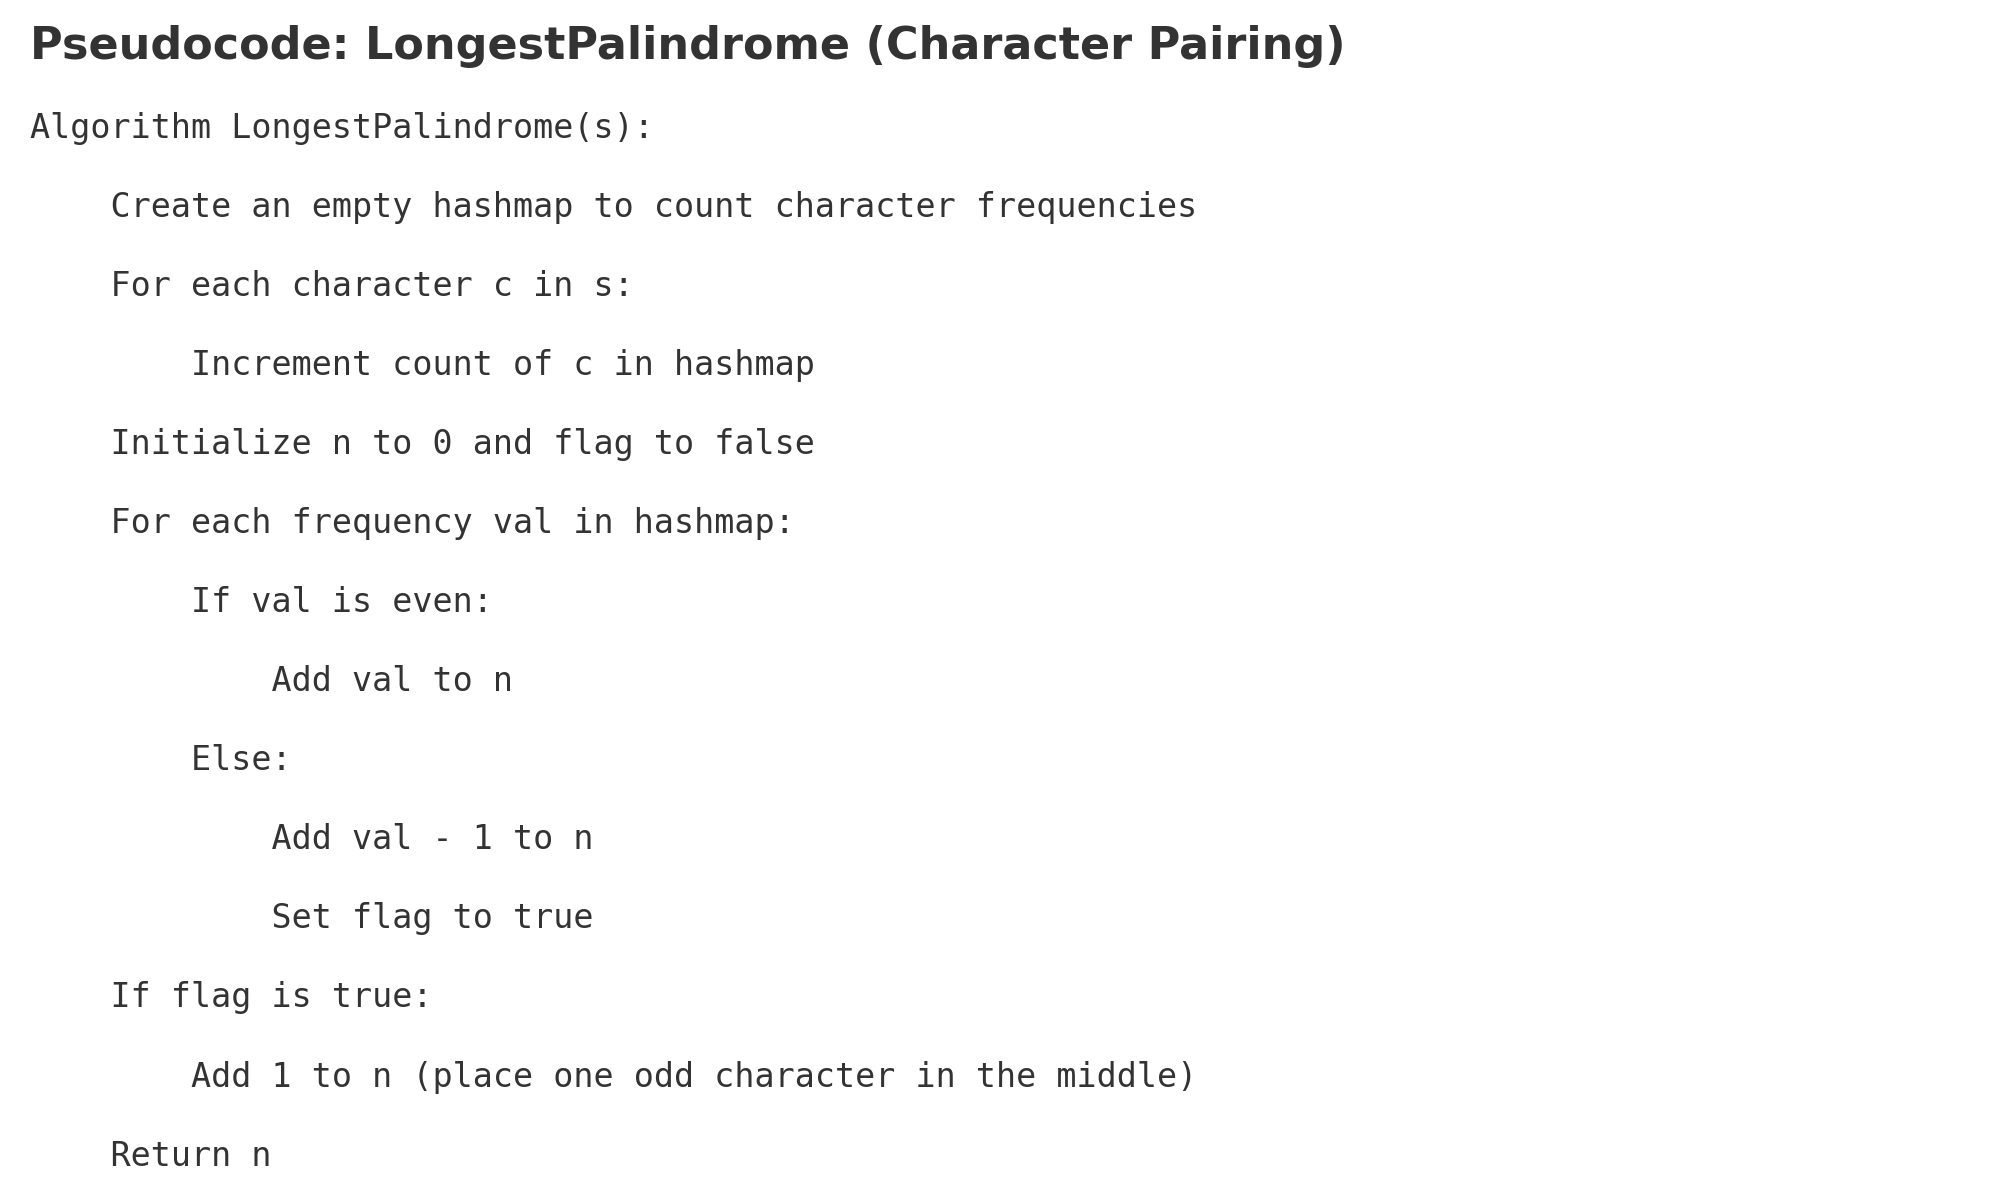 Pseudocode: LongestPalindrome (Character Pairing)
Algorithm LongestPalindrome(s):
Create an empty hashmap to count character frequencies
For each character c in s:
Increment count of c in hashmap
Initialize n to 0 and flag to false
For each frequency val in hashmap:
If val is even:
Add val to n
Else:
Add val - 1 to n
Set flag to true
If flag is true:
Add 1 to n (place one odd character in the middle)
Return n